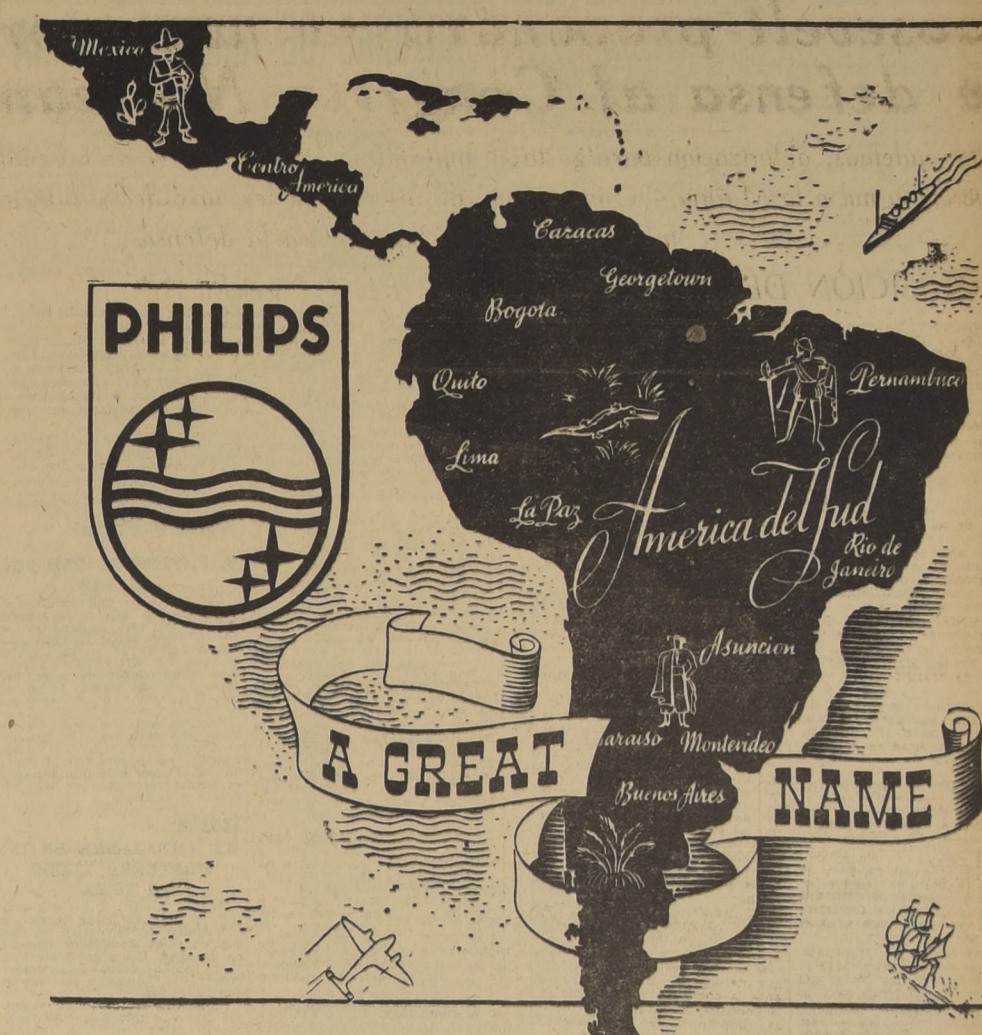 Mexico
Centro
America
Caracas
Georgetown
Bogota
PHILIPS
Quito
Pernambuco
Lima
La Paz
America del Sud
Rio de
Janeiro
Asuncion
araiso Montevideo
A GREAT
NAME
Buenos Aires